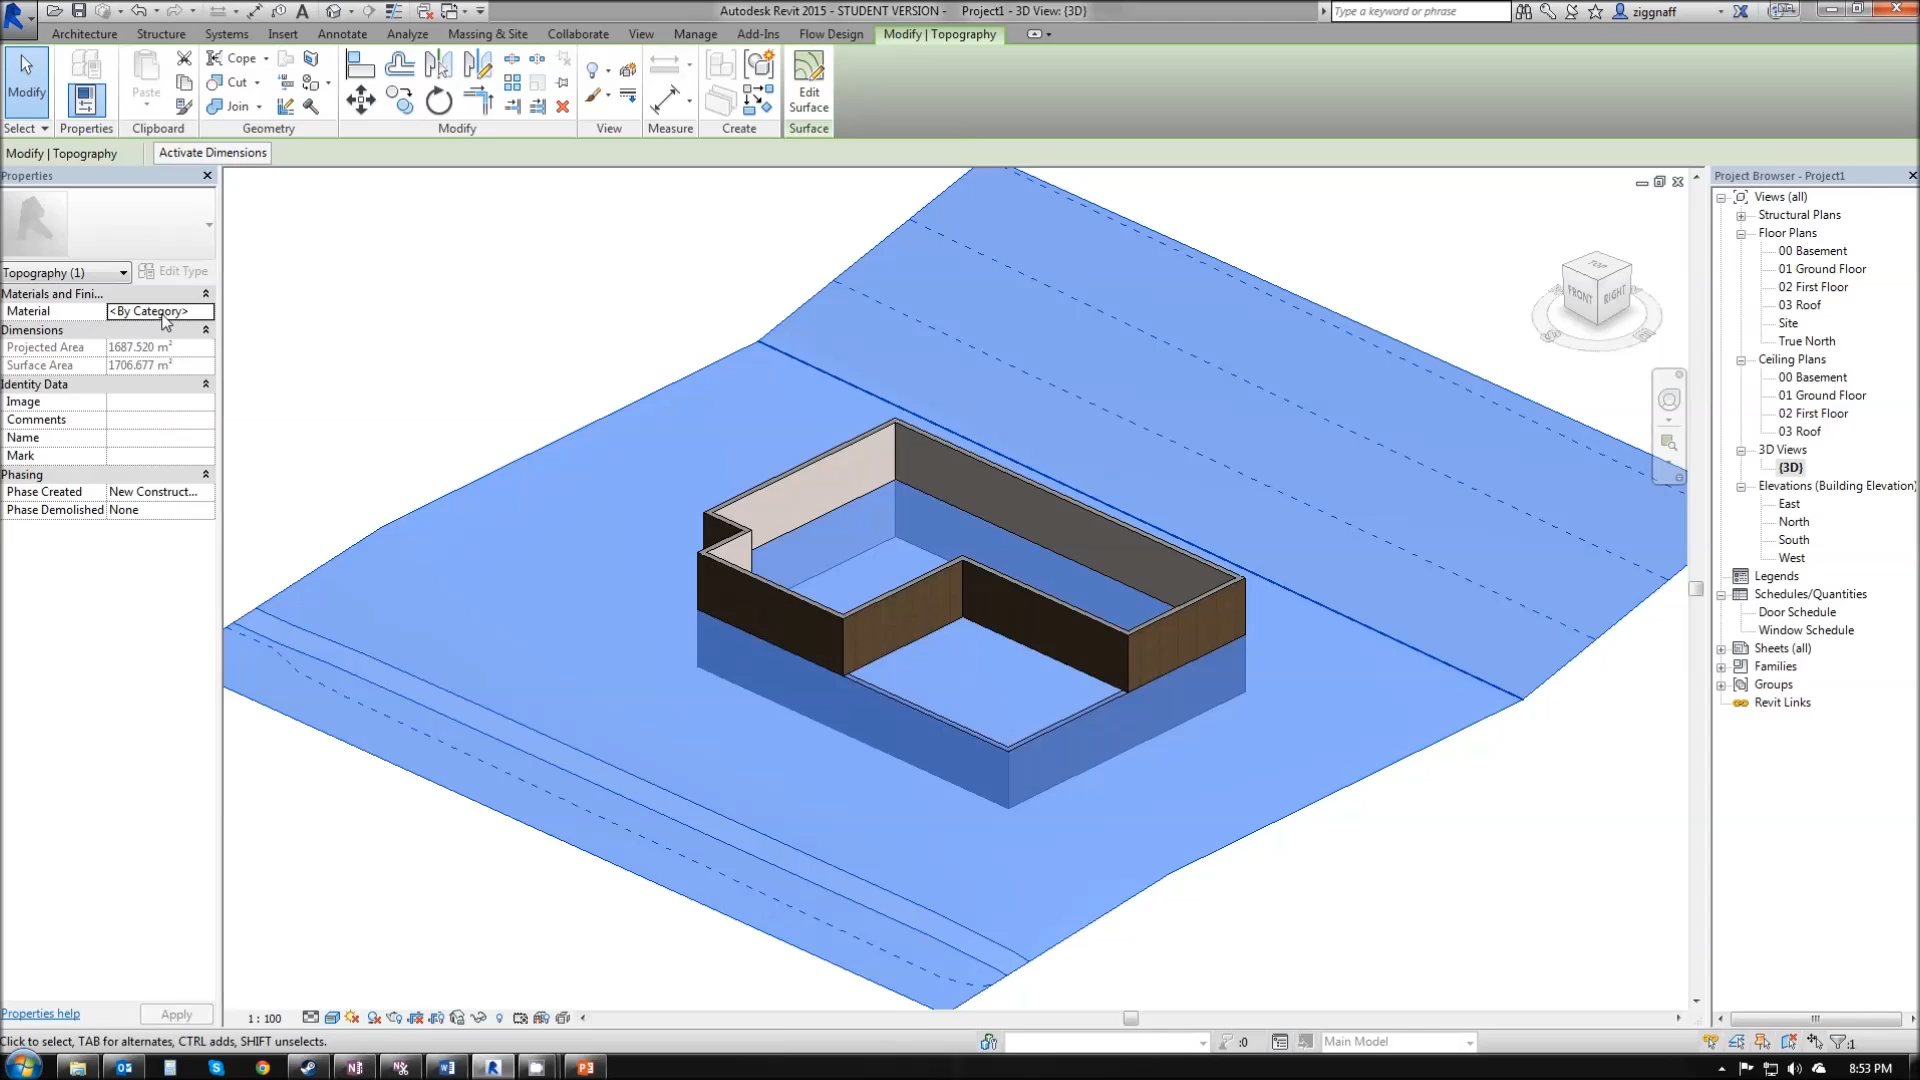 Autodesk Revit 2015 - STUDENT VERSION - Project1 - 3D View: {3D}
Type a keyword or phrase
ziggnaff
Architecture Structure Systems Insert Annotate Analyze Massing & Site Collaborate View Manage Add-Ins Flow Design Modify | Topography
Modify
Paste
Cope
Cut
Join
Edit
Surface
Select Properties Clipboard Geometry Modify View Measure Create Surface
Modify | Topography Activate Dimensions
Properties
Topography (1) Edit Type
Materials and Fini...
Material <By Category>
Dimensions
Projected Area 1687.520 m²
Surface Area 1706.677 m²
Identity Data
Image
Comments
Name
Mark
Phasing
Phase Created New Construct...
Phase Demolished None
Properties help Apply
TOP
FRONT RIGHT
Project Browser - Project1
Views (all)
Structural Plans
Floor Plans
00 Basement
01 Ground Floor
02 First Floor
03 Roof
Site
True North
Ceiling Plans
00 Basement
01 Ground Floor
02 First Floor
03 Roof
3D Views
{3D}
Elevations (Building Elevation)
East
North
South
West
Legends
Schedules/Quantities
Door Schedule
Window Schedule
Sheets (all)
Families
Groups
Revit Links
1 : 100
Click to select, TAB for alternates, CTRL adds, SHIFT unselects.
:0
Main Model
:1
8:53 PM